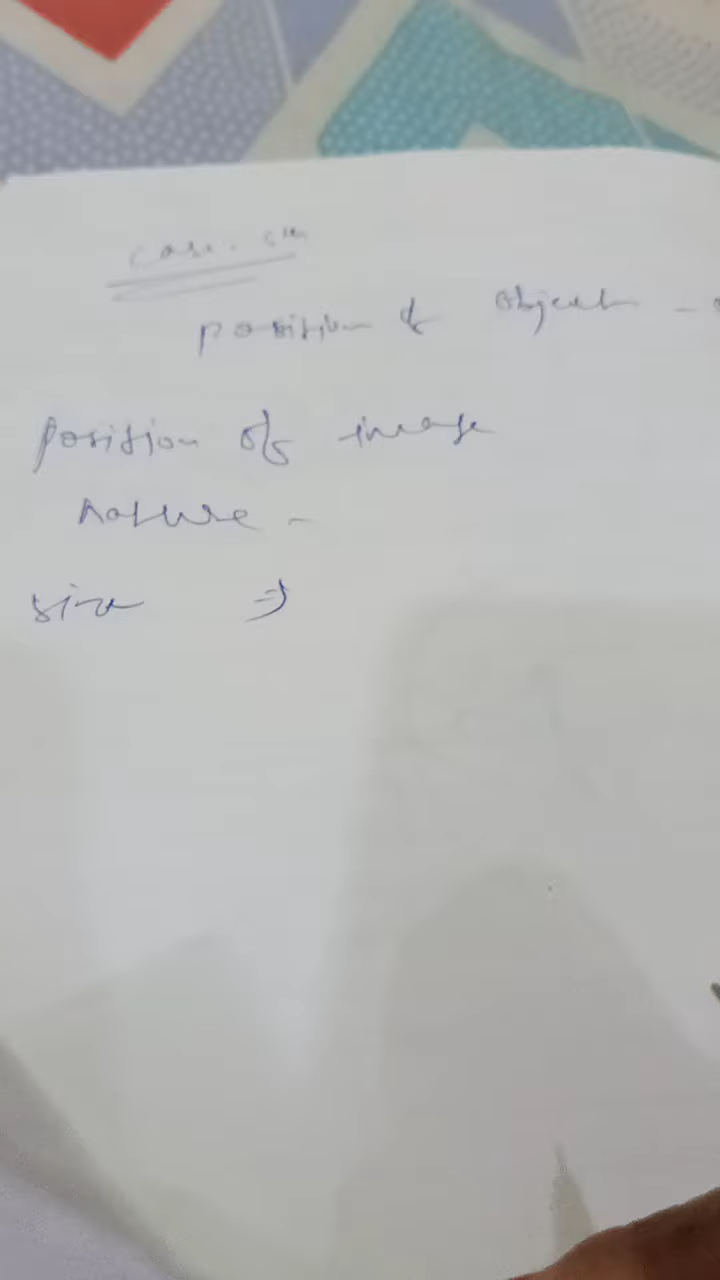 position of object -
position of image
nature -
size ⇒